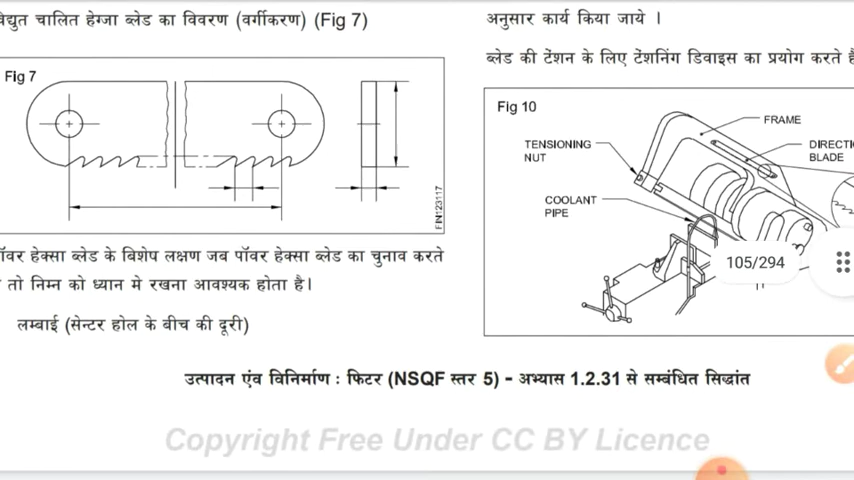 विद्युत चालित हेग्जा ब्लेड का विवरण (वर्गीकरण) (Fig 7)
Fig 7
FIN123117
पॉवर हेक्सा ब्लेड के विशेष लक्षण जब पॉवर हेक्सा ब्लेड का चुनाव करते
तो निम्न को ध्यान मे रखना आवश्यक होता है।
लम्बाई (सेन्टर होल के बीच की दूरी)
अनुसार कार्य किया जाये ।
ब्लेड की टेंशन के लिए टेंशनिंग डिवाइस का प्रयोग करते
Fig 10
FRAME
TENSIONING
NUT
BLADE
COOLANT
PIPE
105/294
उत्पादन एंव विनिर्माण : फिटर (NSQF स्तर 5) - अभ्यास 1.2.31 से सम्बंधित सिद्धांत
Copyright Free Under CC BY Licence